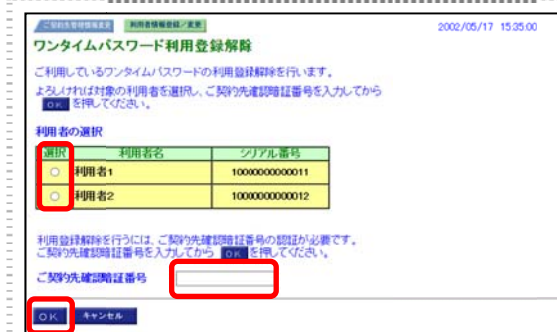 ご契約先管理情報変更 利用者情報登録/変更
2002/05/17 15:35:00
ワンタイムパスワード利用登録解除
ご利用しているワンタイムパスワードの利用登録解除を行います。
よろしければ対象の利用者を選択し、ご契約先確認暗証番号を入力してから
OK を押してください。
利用者の選択
選択 利用者名 シリアル番号
利用者1 10000000000011
利用者2 10000000000012
利用登録解除を行うには、ご契約先確認暗証番号の認証が必要です。
ご契約先確認暗証番号を入力してから OK を押してください。
ご契約先確認暗証番号
OK キャンセル